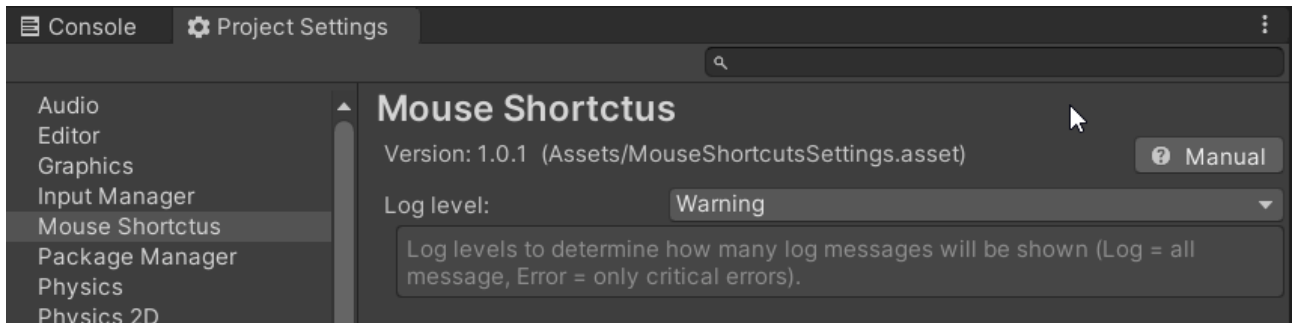 Console
Project Settings
Audio
Editor
Graphics
Input Manager
Mouse Shortctus
Package Manager
Physics
Physics 2D
Mouse Shortctus
Version: 1.0.1 (Assets/MouseShortcutsSettings.asset)
Manual
Log level:
Warning
Log levels to determine how many log messages will be shown (Log = all
message, Error = only critical errors).